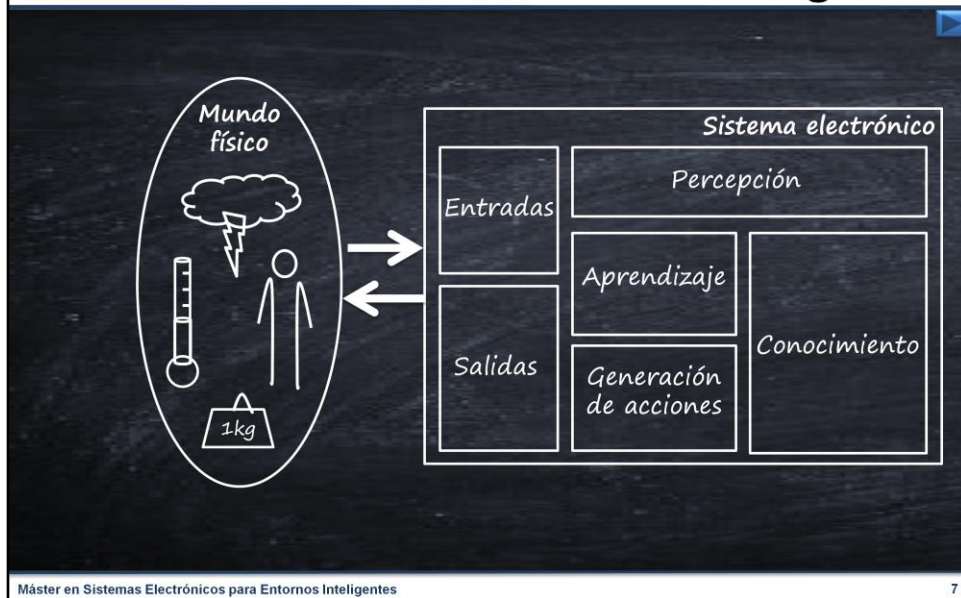 Mundo
físico
1kg
Sistema electrónico
Entradas
Percepción
Aprendizaje
Salidas
Generación
de acciones
Conocimiento
Máster en Sistemas Electrónicos para Entornos Inteligentes
7